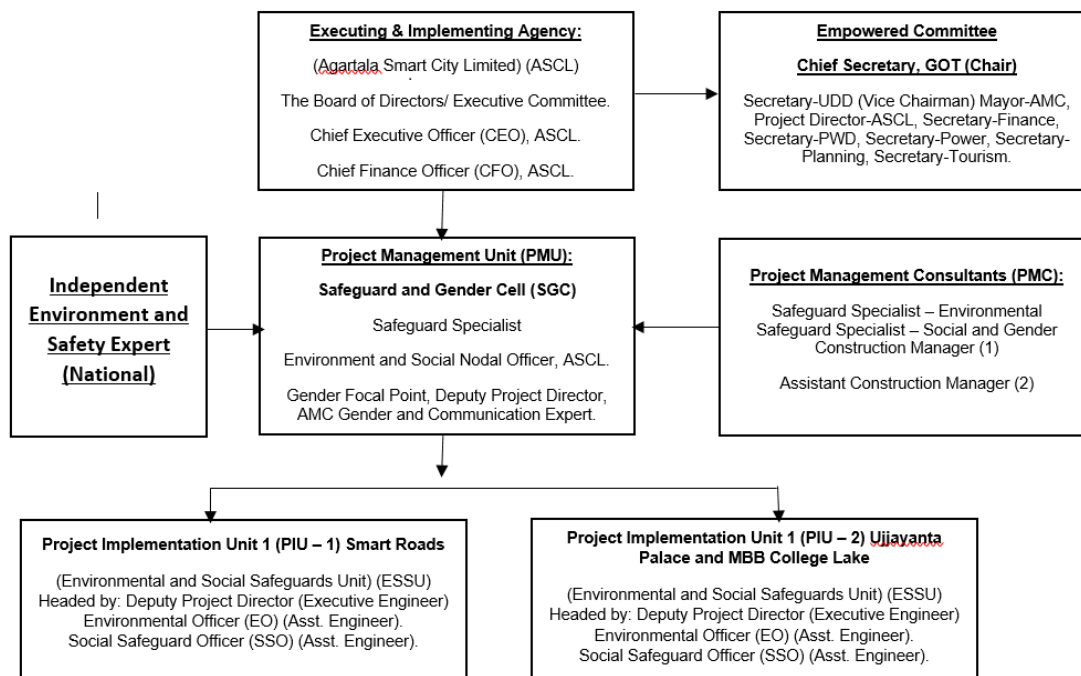 Executing & Implementing Agency:
(Agartala Smart City Limited) (ASCL)
The Board of Directors/ Executive Committee.
Chief Executive Officer (CEO), ASCL.
Chief Finance Officer (CFO), ASCL.
Empowered Committee
Chief Secretary, GOT (Chair)
Secretary-UDD (Vice Chairman) Mayor-AMC,
Project Director-ASCL, Secretary-Finance,
Secretary-PWD, Secretary-Power, Secretary-
Planning, Secretary-Tourism.
Independent
Environment and
Safety Expert
(National)
Project Management Unit (PMU):
Safeguard and Gender Cell (SGC)
Safeguard Specialist
Environment and Social Nodal Officer, ASCL.
Gender Focal Point, Deputy Project Director,
AMC Gender and Communication Expert.
Project Management Consultants (PMC):
Safeguard Specialist – Environmental
Safeguard Specialist – Social and Gender
Construction Manager (1)
Assistant Construction Manager (2)
Project Implementation Unit 1 (PIU – 1) Smart Roads
(Environmental and Social Safeguards Unit) (ESSU)
Headed by: Deputy Project Director (Executive Engineer)
Environmental Officer (EO) (Asst. Engineer).
Social Safeguard Officer (SSO) (Asst. Engineer).
Project Implementation Unit 1 (PIU – 2) Ujjayanta
Palace and MBB College Lake
(Environmental and Social Safeguards Unit) (ESSU)
Headed by: Deputy Project Director (Executive Engineer)
Environmental Officer (EO) (Asst. Engineer).
Social Safeguard Officer (SSO) (Asst. Engineer).